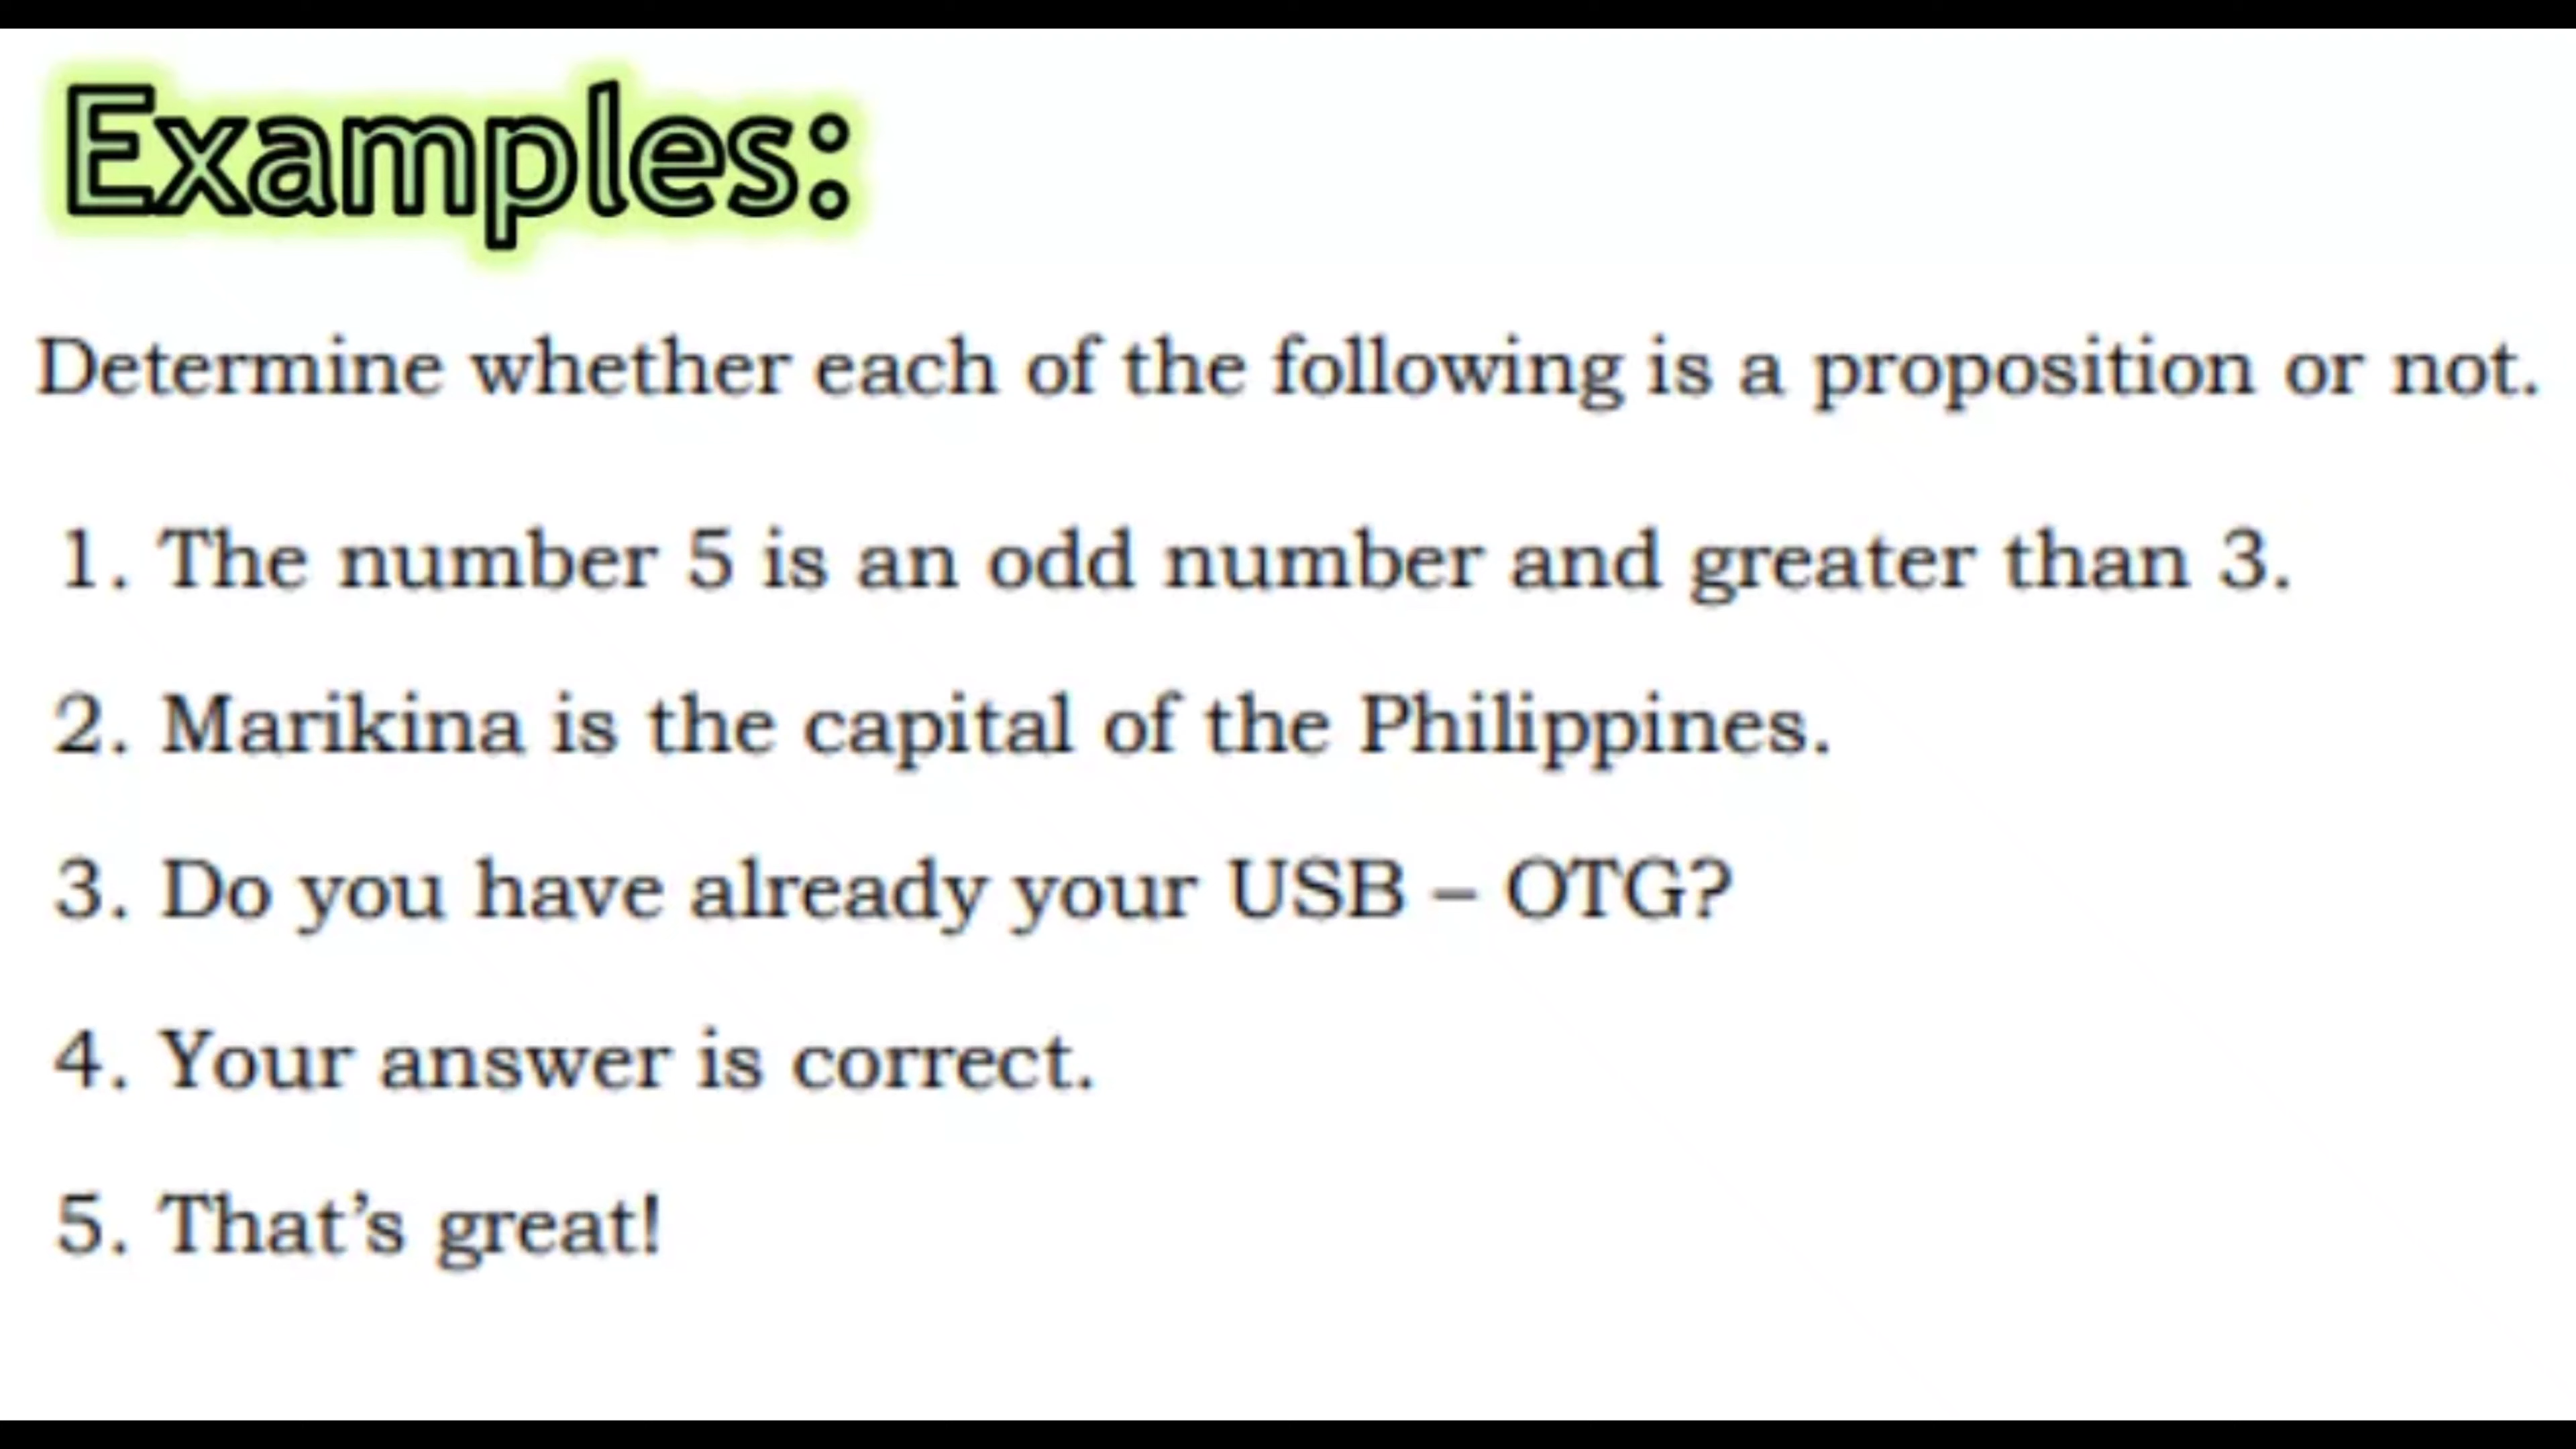 Examples:
Determine whether each of the following is a proposition or not.
1. The number 5 is an odd number and greater than 3.
2. Marikina is the capital of the Philippines.
3. Do you have already your USB – OTG?
4. Your answer is correct.
5. That’s great!